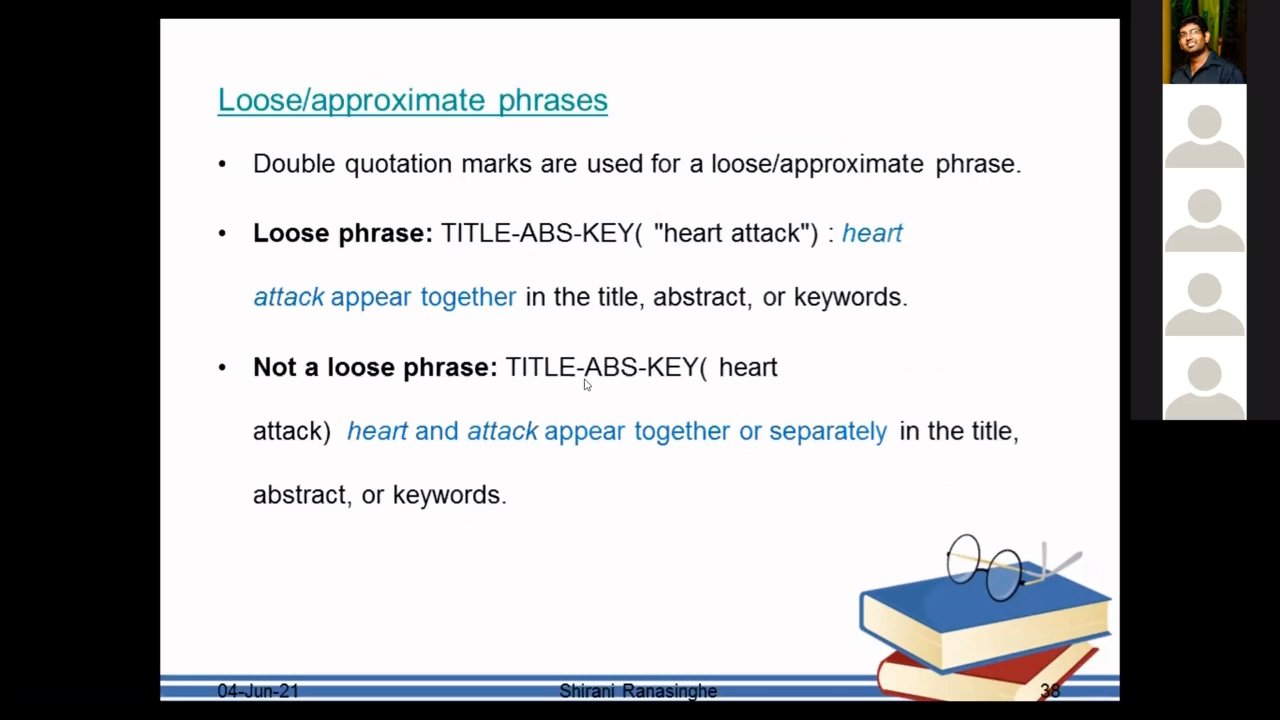 Loose/approximate phrases
• Double quotation marks are used for a loose/approximate phrase.
• Loose phrase: TITLE-ABS-KEY( "heart attack") : heart
attack appear together in the title, abstract, or keywords.
• Not a loose phrase: TITLE-ABS-KEY( heart
attack) heart and attack appear together or separately in the title,
abstract, or keywords.
04-Jun-21 Shirani Ranasinghe 38